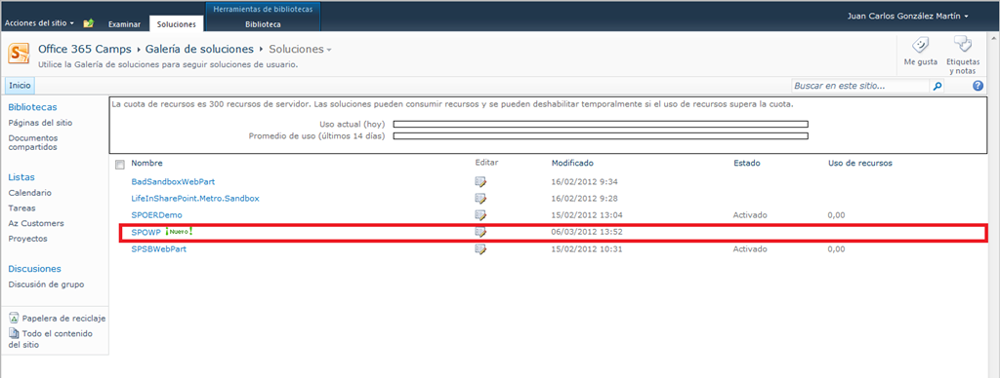 Herramientas de bibliotecas
Acciones del sitio Examinar Soluciones Biblioteca Juan Carlos González Martín
Office 365 Camps Galería de soluciones Soluciones
Utilice la Galería de soluciones para seguir soluciones de usuario.
Me gusta Etiquetas y notas
Inicio Buscar en este sitio...
Bibliotecas
Páginas del sitio
Documentos
compartidos
Listas
Calendario
Tareas
Az Customers
Proyectos
Discusiones
Discusión de grupo
Papelera de reciclaje
Todo el contenido
del sitio
La cuota de recursos es 300 recursos de servidor. Las soluciones pueden consumir recursos y se pueden deshabilitar temporalmente si el uso de recursos supera la cuota.
Uso actual (hoy)
Promedio de uso (últimos 14 días)
Nombre Editar Modificado Estado Uso de recursos
BadSandboxWebPart 16/02/2012 9:34
LifeInSharePoint.Metro.Sandbox 16/02/2012 9:28
SPOERDemo 15/02/2012 13:04 Activado 0,00
SPOWP ¡Nuevo! 06/03/2012 13:52
SPSBWebPart 15/02/2012 10:31 Activado 0,00